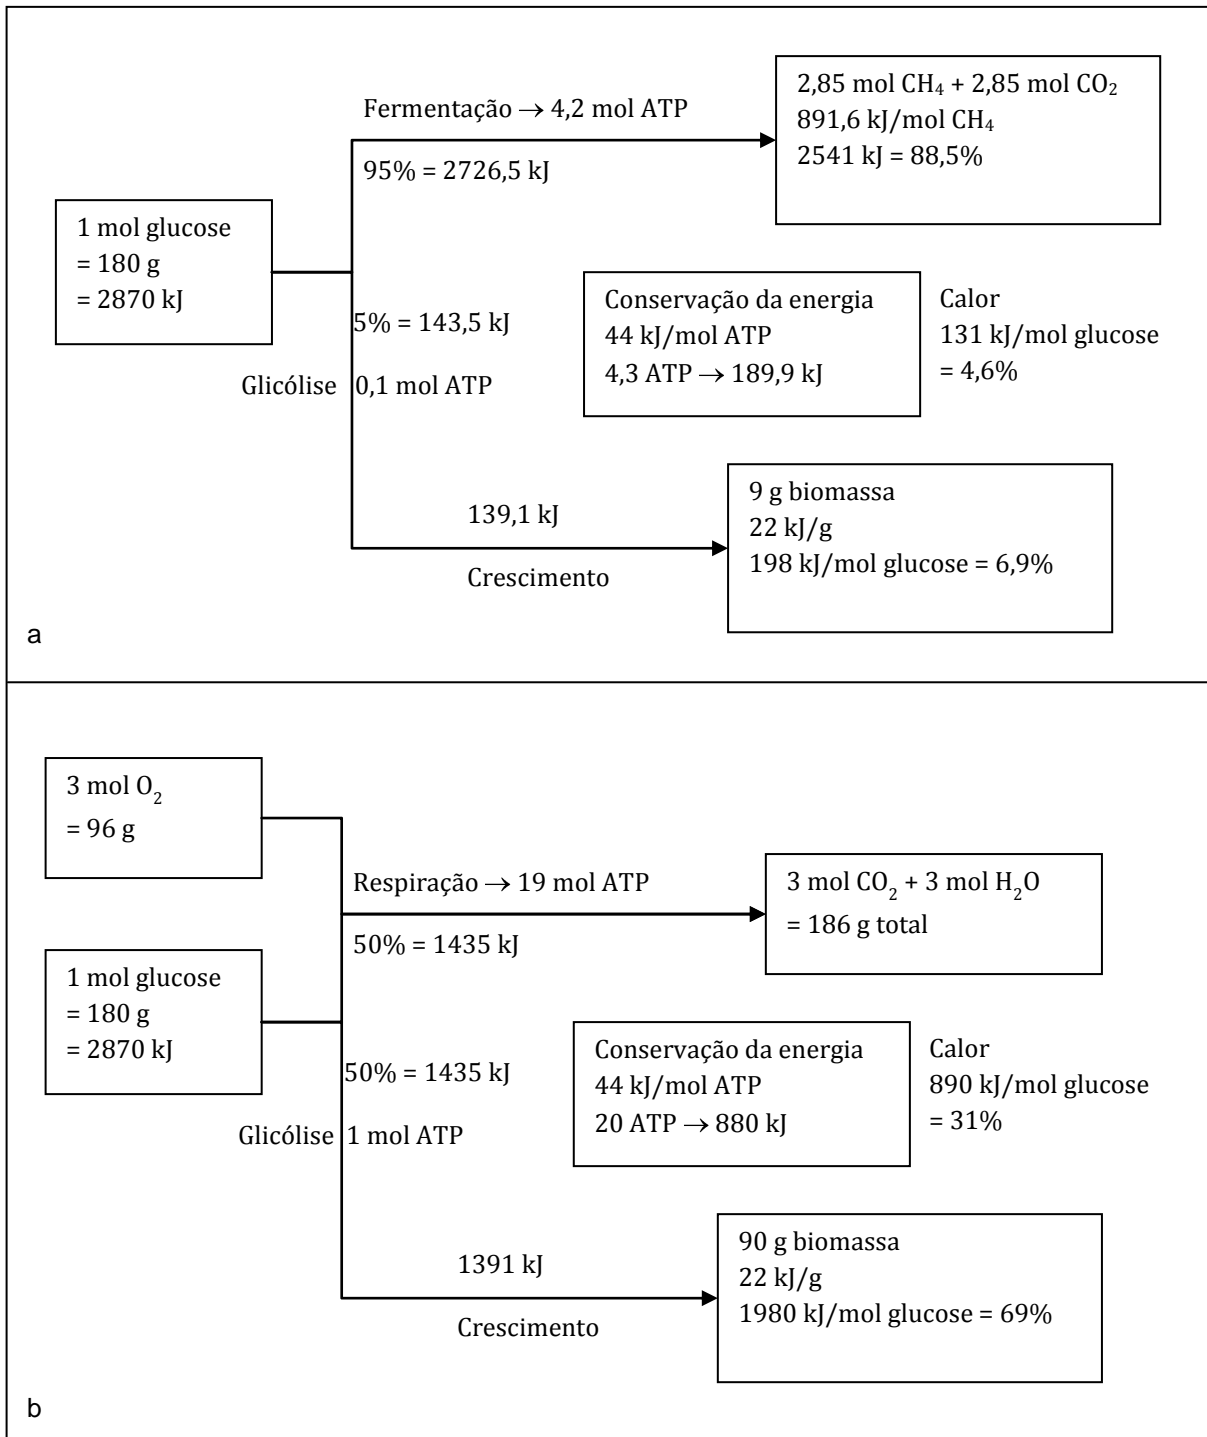 Fermentação → 4,2 mol ATP
95% = 2726,5 kJ
2,85 mol CH₄ + 2,85 mol CO₂
891,6 kJ/mol CH₄
2541 kJ = 88,5%
1 mol glucose
= 180 g
= 2870 kJ
5% = 143,5 kJ
Glicólise 0,1 mol ATP
Conservação da energia
44 kJ/mol ATP
4,3 ATP → 189,9 kJ
Calor
131 kJ/mol glucose
= 4,6%
139,1 kJ
Crescimento
9 g biomassa
22 kJ/g
198 kJ/mol glucose = 6,9%
a
3 mol O₂
= 96 g
Respiração → 19 mol ATP
50% = 1435 kJ
3 mol CO₂ + 3 mol H₂O
= 186 g total
1 mol glucose
= 180 g
= 2870 kJ
50% = 1435 kJ
Glicólise 1 mol ATP
Conservação da energia
44 kJ/mol ATP
20 ATP → 880 kJ
Calor
890 kJ/mol glucose
= 31%
1391 kJ
Crescimento
90 g biomassa
22 kJ/g
1980 kJ/mol glucose = 69%
b